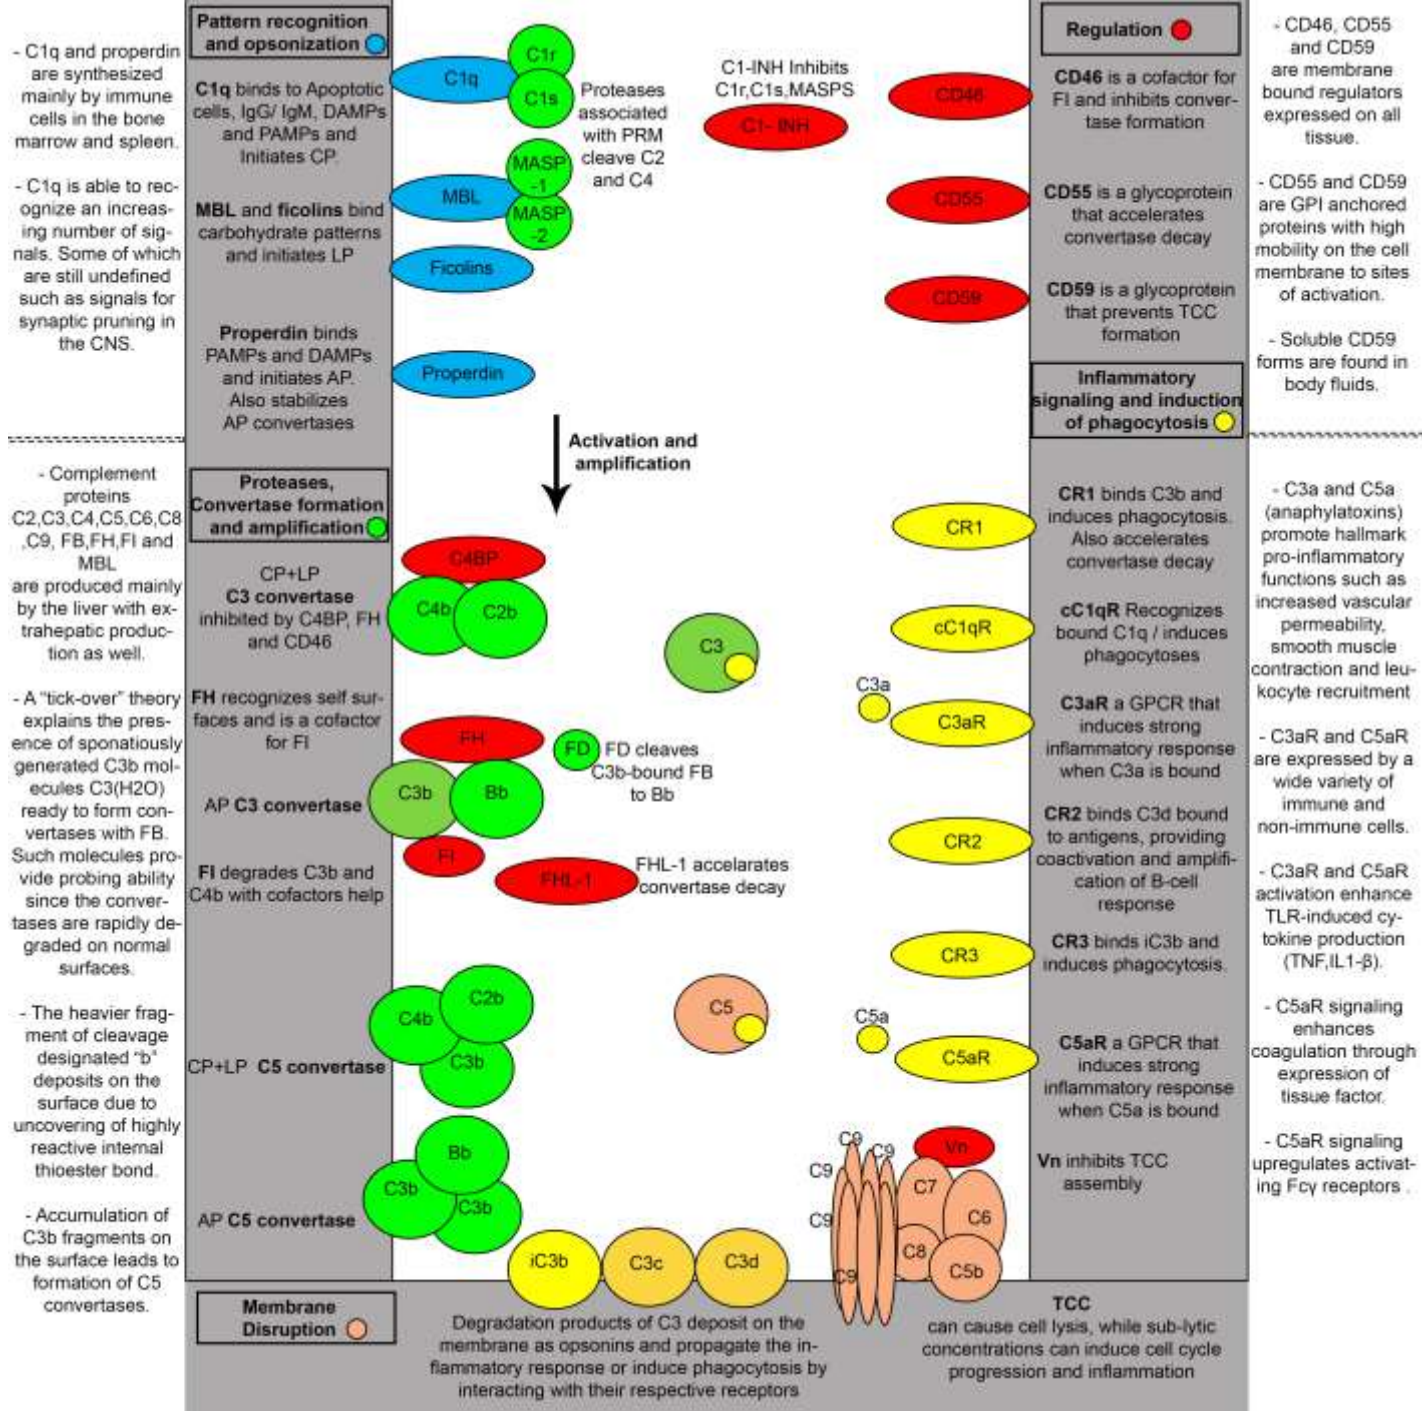 - C1q and properdin
are synthesized
mainly by immune
cells in the bone
marrow and spleen.
- C1q is able to rec-
ognize an increas-
ing number of sig-
nals. Some of which
are still undefined
such as signals for
synaptic pruning in
the CNS.
- Complement
proteins
C2,C3,C4,C5,C6,C8
,C9, FB,FH,FI and
MBL
are produced mainly
by the liver with ex-
trahepatic produc-
tion as well.
- A "tick-over" theory
explains the pres-
ence of sponatiously
generated C3b mol-
ecules C3(H2O)
ready to form con-
vertases with FB.
Such molecules pro-
vide probing ability
since the conver-
tases are rapidly de-
graded on normal
surfaces.
- The heavier frag-
ment of cleavage
designated "b"
deposits on the
surface due to
uncovering of highly
reactive internal
thioester bond.
- Accumulation of
C3b fragments on
the surface leads to
formation of C5
convertases.
Pattern recognition
and opsonization
C1q binds to Apoptotic
cells, IgG/ IgM, DAMPs
and PAMPs and
Initiates CP.
MBL and ficolins bind
carbohydrate patterns
and initiates LP
Properdin binds
PAMPs and DAMPs
and initiates AP.
Also stabilizes
AP convertases
Proteases,
Convertase formation
and amplification
CP+LP
C3 convertase
inhibited by C4BP, FH
and CD46
FH recognizes self sur-
faces and is a cofactor
for FI
AP C3 convertase
FI degrades C3b and
C4b with cofactors help
CP+LP C5 convertase
AP C5 convertase
Membrane
Disruption
C1q
C1r
C1s
Proteases
associated
with PRM
cleave C2
and C4
MBL
MASP
-1
MASP
-2
Ficolins
Properdin
C1-INH Inhibits
C1r,C1s,MASPS
C1- INH
Activation and
amplification
C4BP
C4b
C2b
C3
FH
FD
FD cleaves
C3b-bound FB
to Bb
C3b
Bb
FI
FHL-1
FHL-1 accelarates
convertase decay
C4b
C2b
C3b
C5
Bb
C3b
C3b
iC3b
C3c
C3d
Degradation products of C3 deposit on the
membrane as opsonins and propagate the in-
flammatory response or induce phagocytosis by
interacting with their respective receptors
CD46
CD55
CD59
CR1
cC1qR
C3a
C3aR
CR2
CR3
C5a
C5aR
C9
C9
C9
C9
C9
Vn
C7
C6
C8
C5b
TCC
can cause cell lysis, while sub-lytic
concentrations can induce cell cycle
progression and inflammation
Regulation
CD46 is a cofactor for
FI and inhibits conver-
tase formation
CD55 is a glycoprotein
that accelerates
convertase decay
CD59 is a glycoprotein
that prevents TCC
formation
Inflammatory
signaling and induction
of phagocytosis
CR1 binds C3b and
induces phagocytosis.
Also accelerates
convertase decay
cC1qR Recognizes
bound C1q / induces
phagocytoses
C3aR a GPCR that
induces strong
inflammatory response
when C3a is bound
CR2 binds C3d bound
to antigens, providing
coactivation and amplifi-
cation of B-cell
response
CR3 binds iC3b and
induces phagocytosis.
C5aR a GPCR that
induces strong
inflammatory response
when C5a is bound
Vn inhibits TCC
assembly
- CD46, CD55
and CD59
are membrane
bound regulators
expressed on all
tissue.
- CD55 and CD59
are GPI anchored
proteins with high
mobility on the cell
membrane to sites
of activation.
- Soluble CD59
forms are found in
body fluids.
- C3a and C5a
(anaphylatoxins)
promote hallmark
pro-inflammatory
functions such as
increased vascular
permeability,
smooth muscle
contraction and leu-
kocyte recruitment
- C3aR and C5aR
are expressed by a
wide variety of
immune and
non-immune cells.
- C3aR and C5aR
activation enhance
TLR-induced cy-
tokine production
(TNF,IL1-β).
- C5aR signaling
enhances
coagulation through
expression of
tissue factor.
- C5aR signaling
upregulates activat-
ing Fcγ receptors .